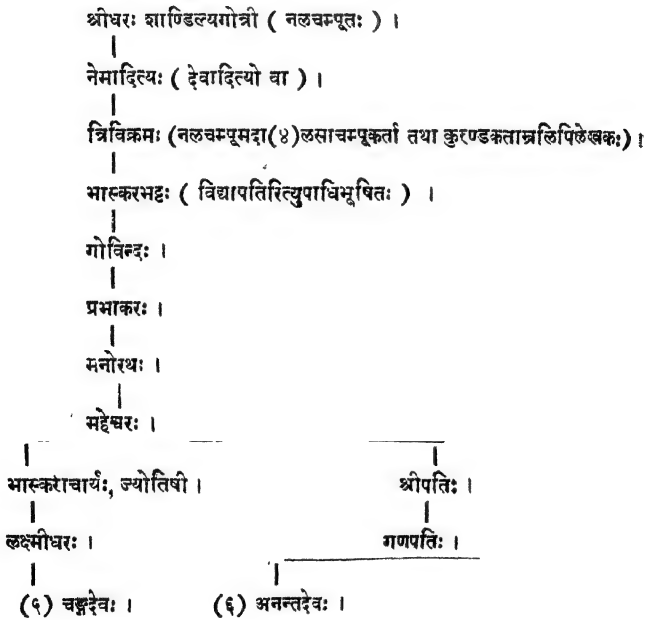 श्रीधरः शाण्डिल्यगोत्री ( नलचम्पूतः ) ।
नेमादित्यः ( देवादित्यो वा ) ।
त्रिविक्रमः (नलचम्पूमदा(४)लसाचम्पूकर्ता तथा कुरण्डकताम्रलिपिलेखकः) ।
भास्करभट्टः ( विद्यापतिरित्युपाधिभूषितः ) ।
गोविन्दः ।
प्रभाकरः ।
मनोरथः ।
महेश्वरः ।
भास्कराचार्यः, ज्योतिषी । श्रीपतिः ।
लक्ष्मीधरः । गणपतिः ।
(५) चङ्गदेवः । (६) अनन्तदेवः ।